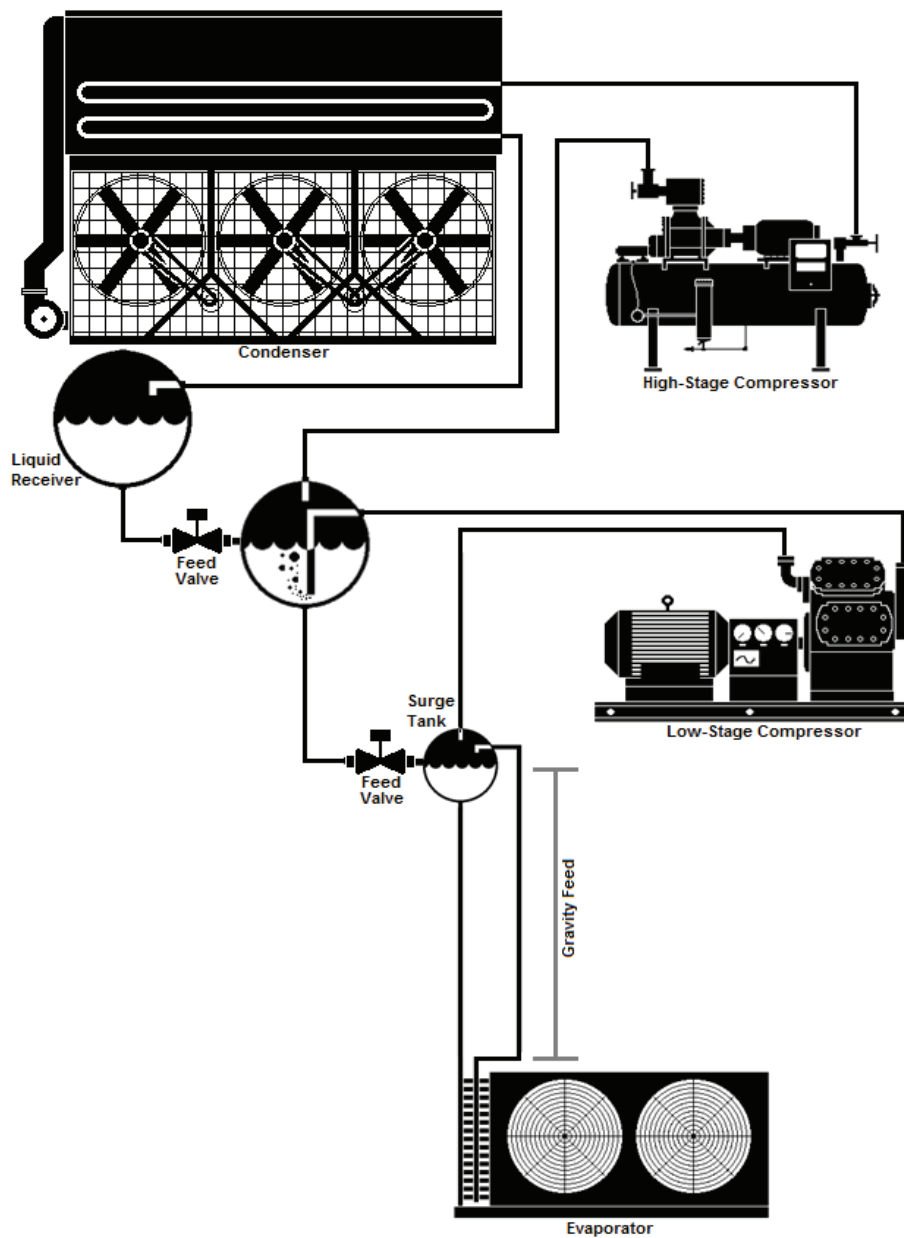 Condenser
High-Stage Compressor
Liquid
Receiver
Feed
Valve
Surge
Tank
Low-Stage Compressor
Feed
Valve
Gravity Feed
Evaporator